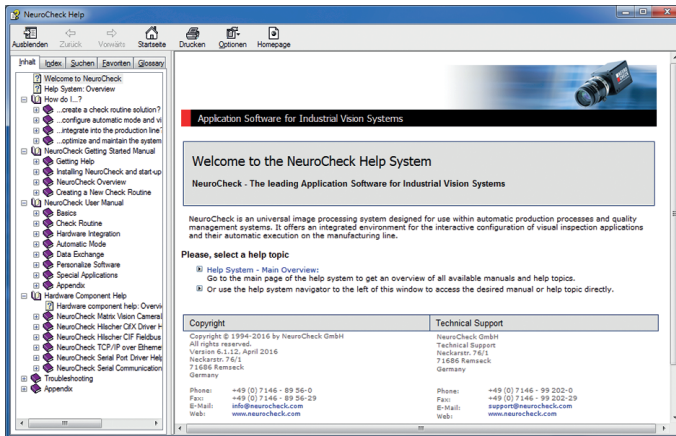 NeuroCheck Help
Ausblenden Zurück Vorwärts Startseite Drucken Optionen Homepage
Inhalt Index Suchen Favoriten Glossary
Welcome to NeuroCheck
Help System: Overview
How do I...?
...create a check routine solution?
...configure automatic mode and vi
...integrate into the production line?
...optimize and maintain the system
NeuroCheck Getting Started Manual
Getting Help
Installing NeuroCheck and start-up
NeuroCheck Overview
Creating a New Check Routine
NeuroCheck User Manual
Basics
Check Routine
Hardware Integration
Automatic Mode
Data Exchange
Personalize Software
Special Applications
Appendix
Hardware Component Help
Hardware component help: Overvi
NeuroCheck Matrix Vision Cameral
NeuroCheck Hilscher CifX Driver H
NeuroCheck Hilscher CIF Fieldbus
NeuroCheck TCP/IP over Etherne
NeuroCheck Serial Port Driver Help
NeuroCheck Serial Communication
Troubleshooting
Appendix
Application Software for Industrial Vision Systems
Welcome to the NeuroCheck Help System
NeuroCheck - The leading Application Software for Industrial Vision Systems
NeuroCheck is an universal image processing system designed for use within automatic production processes and quality
management systems. It offers an integrated environment for the interactive configuration of visual inspection applications
and their automatic execution on the manufacturing line.
Please, select a help topic
Help System - Main Overview:
Go to the main page of the help system to get an overview of all available manuals and help topics.
Or use the help system navigator to the left of this window to access the desired manual or help topic directly.
Copyright
Copyright © 1994-2016 by NeuroCheck GmbH
All rights reserved.
Version 6.1.12, April 2016
Neckarstr. 76/1
71686 Remseck
Germany
Phone: +49 (0) 7146 - 89 56-0
Fax: +49 (0) 7146 - 89 56-29
E-Mail: info@neurocheck.com
Web: www.neurocheck.com
Technical Support
NeuroCheck GmbH
Technical Support
Neckarstr. 76/1
71686 Remseck
Germany
Phone: +49 (0) 7146 - 99 202-0
Fax: +49 (0) 7146 - 99 202-29
E-Mail: support@neurocheck.com
Web: www.neurocheck.com